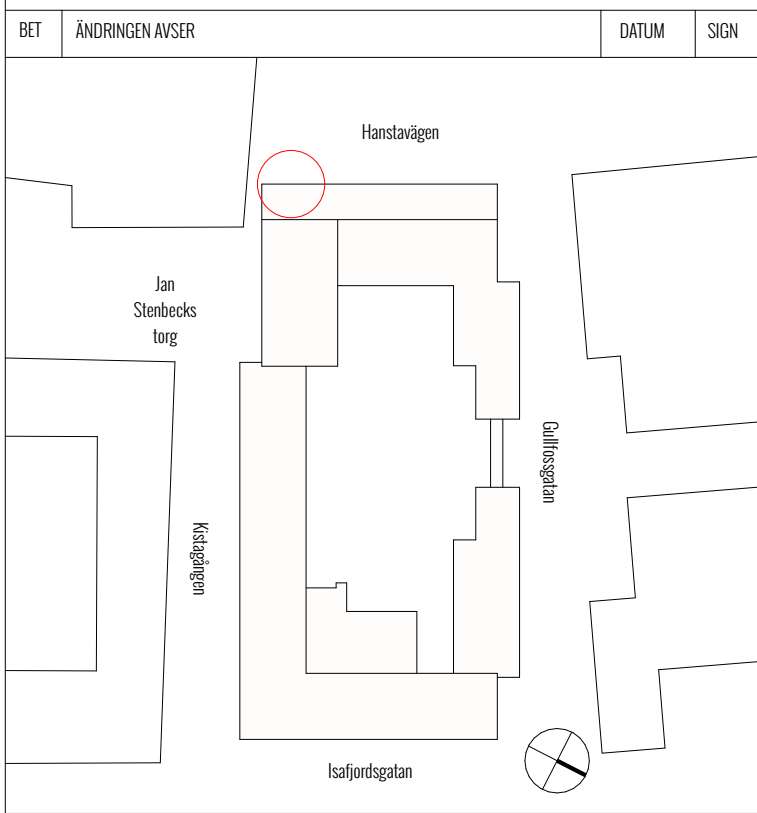 BET
ÄNDRINGEN AVSER
DATUM
SIGN
Hanstavägen
Jan
Stenbecks
torg
Gullfossgatan
Kistagången
Isafjordsgatan